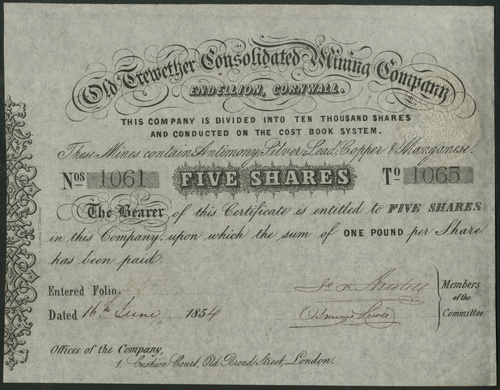 Old Trewether Consolidated Mining Company
ENDELLION, CORNWALL.
THIS COMPANY IS DIVIDED INTO TEN THOUSAND SHARES
AND CONDUCTED ON THE COST BOOK SYSTEM.
These Mines contain Antimony, Silver Lead, Copper & Manganese.
Nos 1061 FIVE SHARES To 1065
The Bearer of this Certificate is entitled to FIVE SHARES
in this Company, upon which the sum of ONE POUND per Share
has been paid.
Entered Folio
Dated 16th June 1854
Members
of the
Committee
Offices of the Company,
1, Cushion Court, Old Broad Street, London.